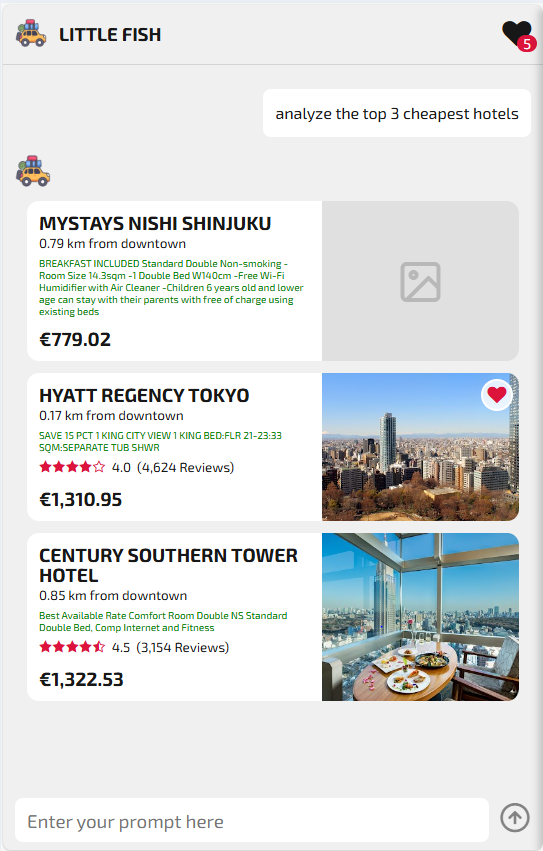 LITTLE FISH
5
analyze the top 3 cheapest hotels
MYSTAYS NISHI SHINJUKU
0.79 km from downtown
BREAKFAST INCLUDED Standard Double Non-smoking -
Room Size 14.3sqm -1 Double Bed W140cm -Free Wi-Fi
Humidifier with Air Cleaner -Children 6 years old and lower
age can stay with their parents with free of charge using
existing beds
€779.02
HYATT REGENCY TOKYO
0.17 km from downtown
SAVE 15 PCT 1 KING CITY VIEW 1 KING BED:FLR 21-23:33
SQM:SEPARATE TUB SHWR
4.0 (4,624 Reviews)
€1,310.95
CENTURY SOUTHERN TOWER
HOTEL
0.85 km from downtown
Best Available Rate Comfort Room Double NS Standard
Double Bed, Comp Internet and Fitness
4.5 (3,154 Reviews)
€1,322.53
Enter your prompt here